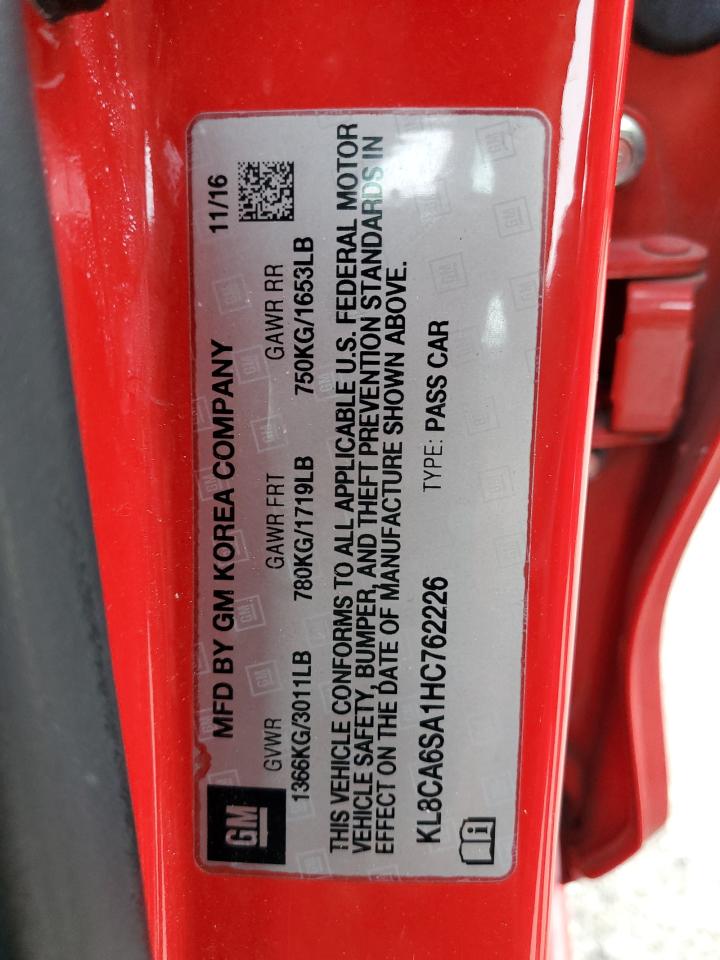 GM
MFD BY GM KOREA COMPANY 11/16
GVWR GAWR FRT GAWR RR
1366KG/3011LB 780KG/1719LB 750KG/1653LB
THIS VEHICLE CONFORMS TO ALL APPLICABLE U.S. FEDERAL MOTOR
VEHICLE SAFETY, BUMPER, AND THEFT PREVENTION STANDARDS IN
EFFECT ON THE DATE OF MANUFACTURE SHOWN ABOVE.
KL8CA6SA1HC762226 TYPE: PASS CAR